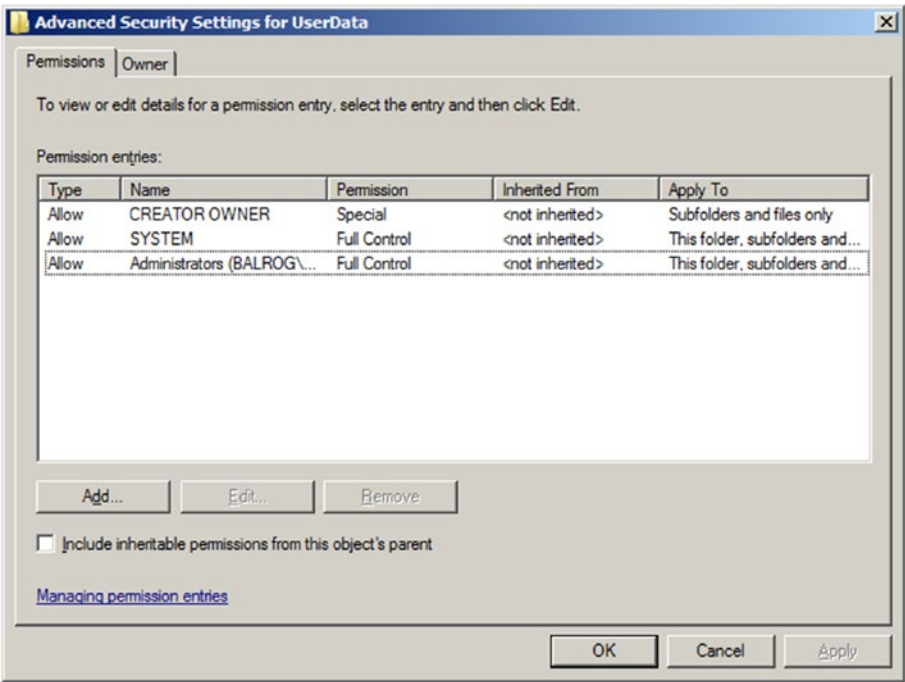 Advanced Security Settings for UserData
Permissions Owner
To view or edit details for a permission entry, select the entry and then click Edit.
Permission entries:
Type Name Permission Inherited From Apply To
Allow CREATOR OWNER Special <not inherited> Subfolders and files only
Allow SYSTEM Full Control <not inherited> This folder, subfolders and...
Allow Administrators (BALROG\... Full Control <not inherited> This folder, subfolders and...
Add... Edit... Remove
Include inheritable permissions from this object's parent
Managing permission entries
OK Cancel Apply